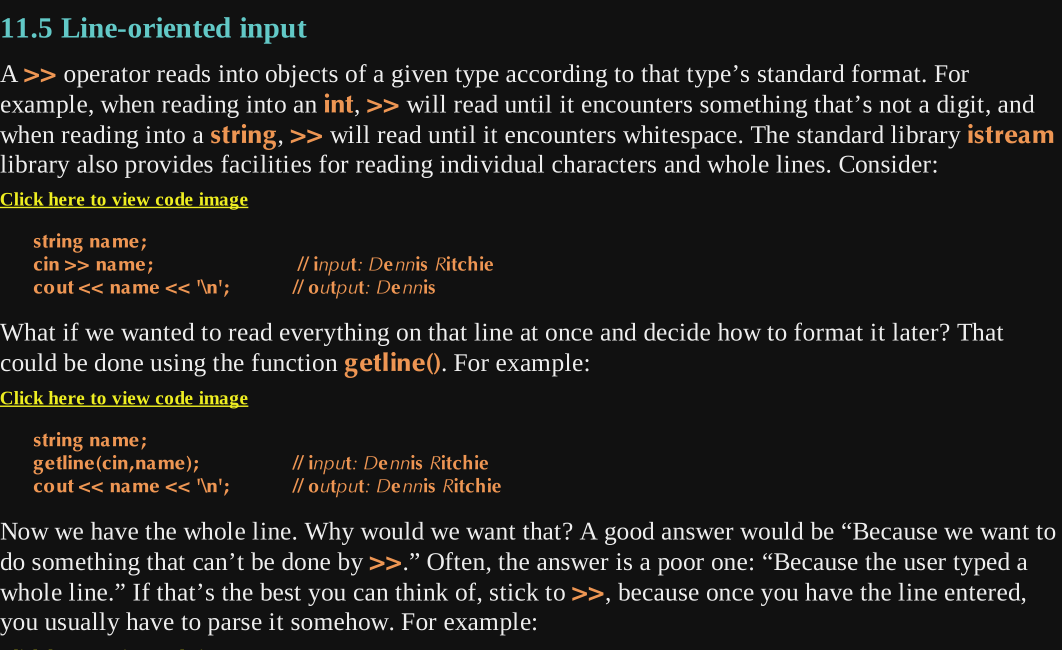 11.5 Line-oriented input
A >> operator reads into objects of a given type according to that type’s standard format. For
example, when reading into an int, >> will read until it encounters something that’s not a digit, and
when reading into a string, >> will read until it encounters whitespace. The standard library istream
library also provides facilities for reading individual characters and whole lines. Consider:
Click here to view code image
string name;
cin >> name; // input: Dennis Ritchie
cout << name << '\n'; // output: Dennis
What if we wanted to read everything on that line at once and decide how to format it later? That
could be done using the function getline(). For example:
Click here to view code image
string name;
getline(cin,name); // input: Dennis Ritchie
cout << name << '\n'; // output: Dennis Ritchie
Now we have the whole line. Why would we want that? A good answer would be “Because we want to
do something that can’t be done by >>.” Often, the answer is a poor one: “Because the user typed a
whole line.” If that’s the best you can think of, stick to >>, because once you have the line entered,
you usually have to parse it somehow. For example: